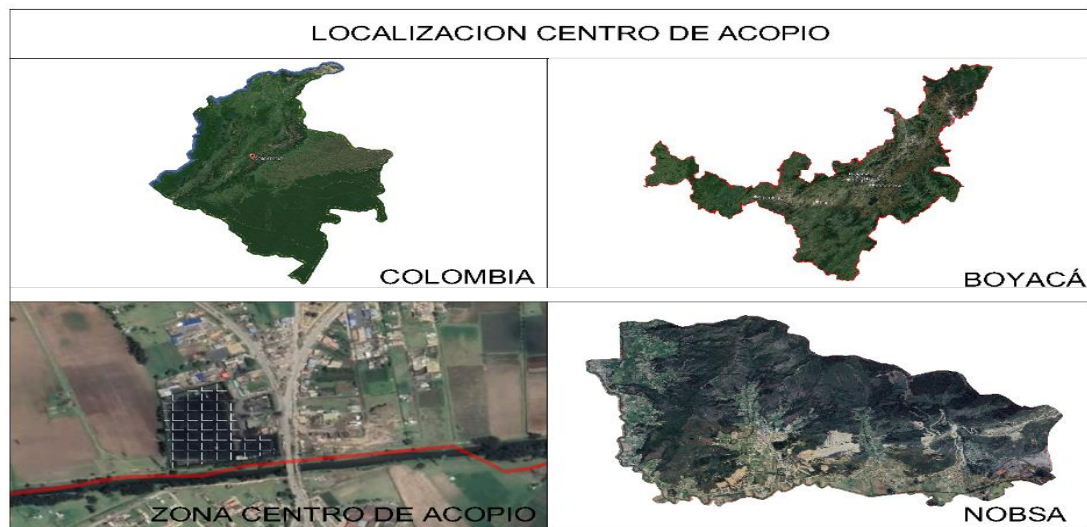 LOCALIZACION CENTRO DE ACOPIO
COLOMBIA
BOYACÁ
ZONA CENTRO DE ACOPIO
NOBSA